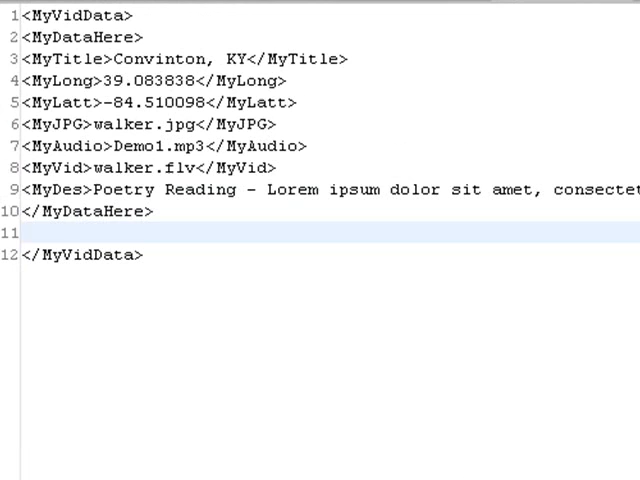 1<MyVidData>
2<MyDataHere>
3<MyTitle>Convinton, KY</MyTitle>
4<MyLong>39.083838</MyLong>
5<MyLatt>-84.510098</MyLatt>
6<MyJPG>walker.jpg</MyJPG>
7<MyAudio>Demo1.mp3</MyAudio>
8<MyVid>walker.flv</MyVid>
9<MyDes>Poetry Reading - Lorem ipsum dolor sit amet, consectet
10</MyDataHere>
11
12</MyVidData>